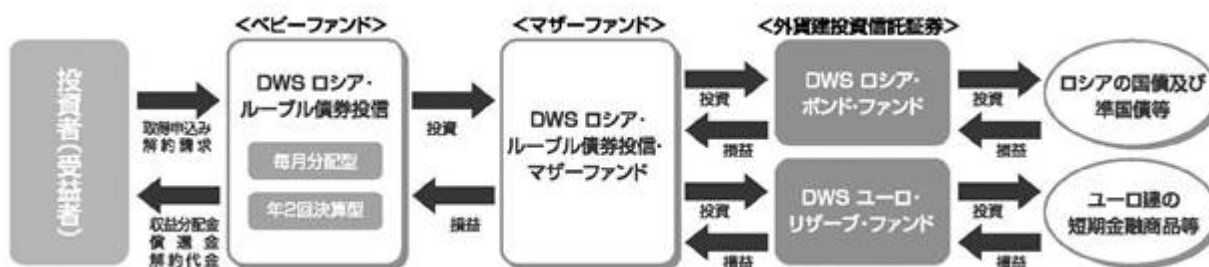 <ベビーファンド>
<マザーファンド>
<外貨建投資信託証券>
投資者(受益者)
取得申込み
解約請求
収益分配金
償還金
解約代金
DWS ロシア・
ルーブル債券投信
毎月分配型
年2回決算型
投資
損益
DWS ロシア・
ルーブル債券投信・
マザーファンド
投資
損益
投資
損益
DWS ロシア・
ボンド・ファンド
DWS ユーロ・
リザーブ・ファンド
投資
損益
投資
損益
ロシアの国債及び
準国債等
ユーロ建の
短期金融商品等